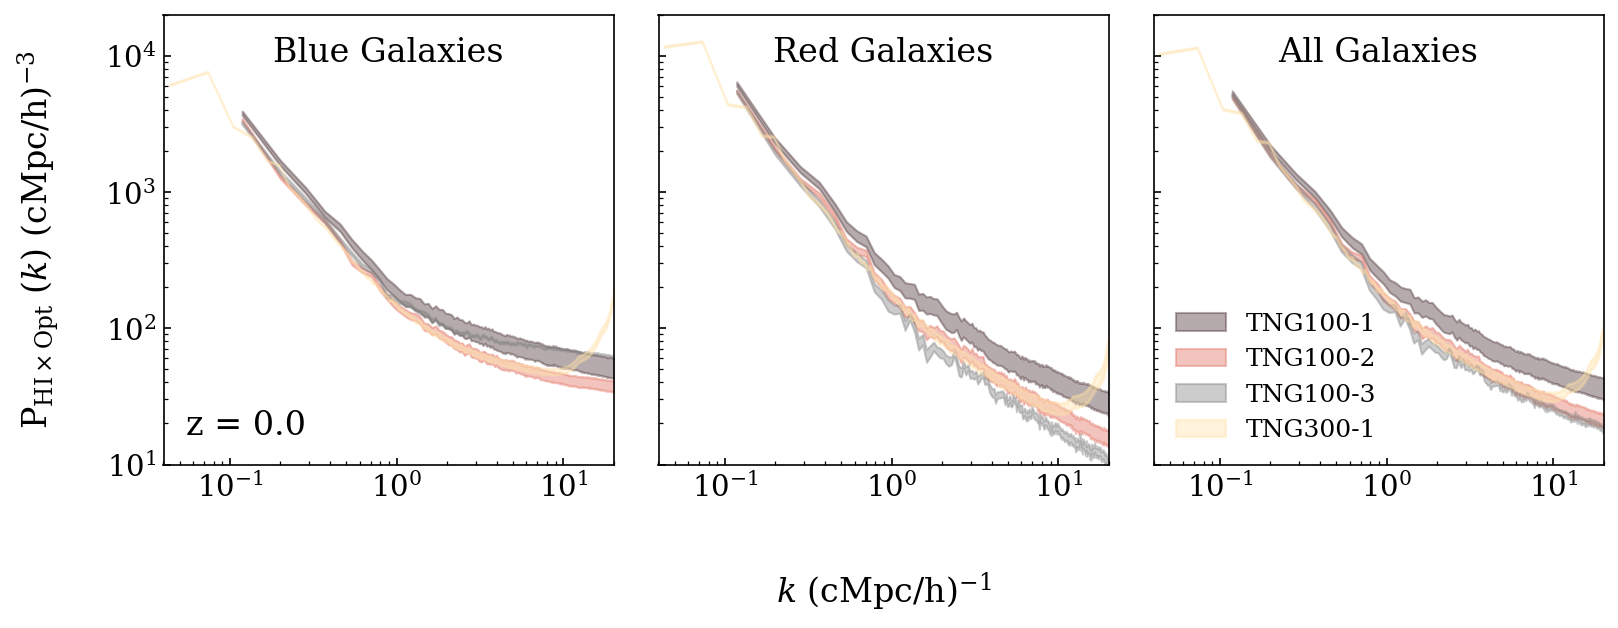 Blue Galaxies
Red Galaxies
All Galaxies
P_{HI×Opt} (k) (cMpc/h)^{-3}
10^4
10^3
10^2
10^1
z = 0.0
TNG100-1
TNG100-2
TNG100-3
TNG300-1
10^{-1} 10^0 10^1
10^{-1} 10^0 10^1
10^{-1} 10^0 10^1
k (cMpc/h)^{-1}